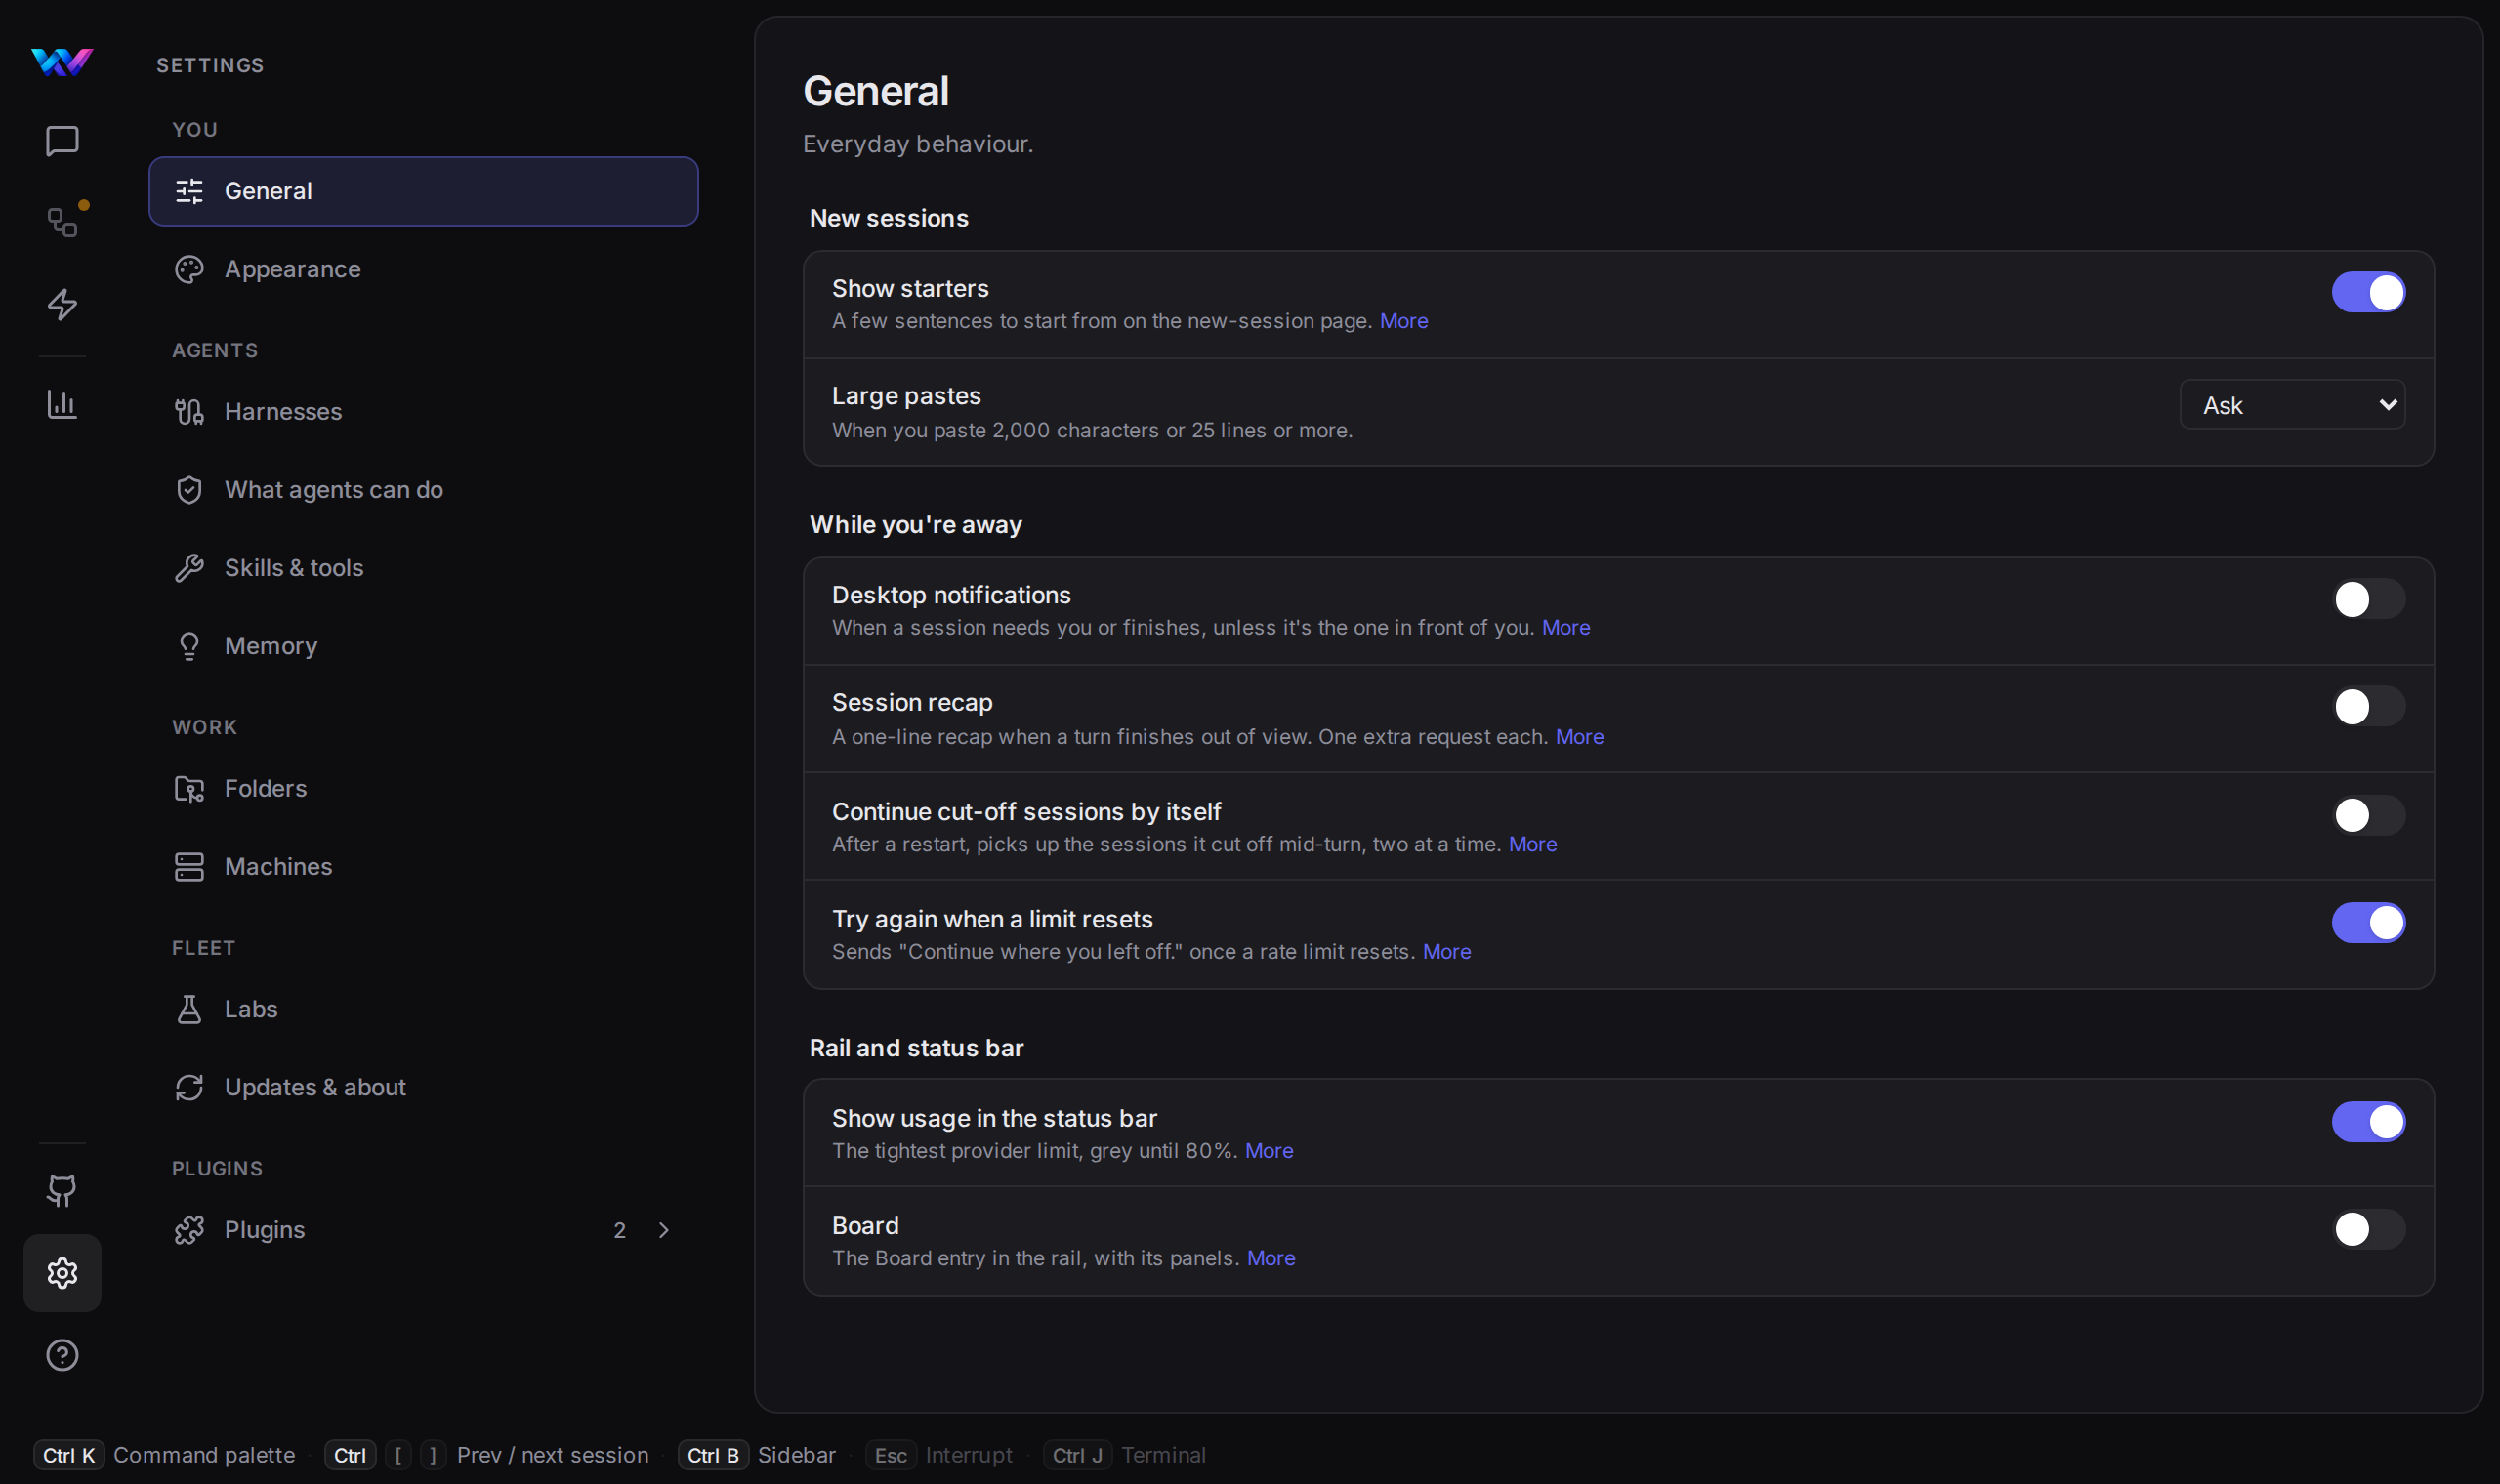 SETTINGS
YOU
General
Appearance
AGENTS
Harnesses
What agents can do
Skills & tools
Memory
WORK
Folders
Machines
FLEET
Labs
Updates & about
PLUGINS
Plugins 2
General
Everyday behaviour.
New sessions
Show starters
A few sentences to start from on the new-session page. More
Large pastes
When you paste 2,000 characters or 25 lines or more.
Ask
While you're away
Desktop notifications
When a session needs you or finishes, unless it's the one in front of you. More
Session recap
A one-line recap when a turn finishes out of view. One extra request each. More
Continue cut-off sessions by itself
After a restart, picks up the sessions it cut off mid-turn, two at a time. More
Try again when a limit resets
Sends "Continue where you left off." once a rate limit resets. More
Rail and status bar
Show usage in the status bar
The tightest provider limit, grey until 80%. More
Board
The Board entry in the rail, with its panels. More
Ctrl K Command palette · Ctrl [ ] Prev / next session · Ctrl B Sidebar · Esc Interrupt · Ctrl J Terminal